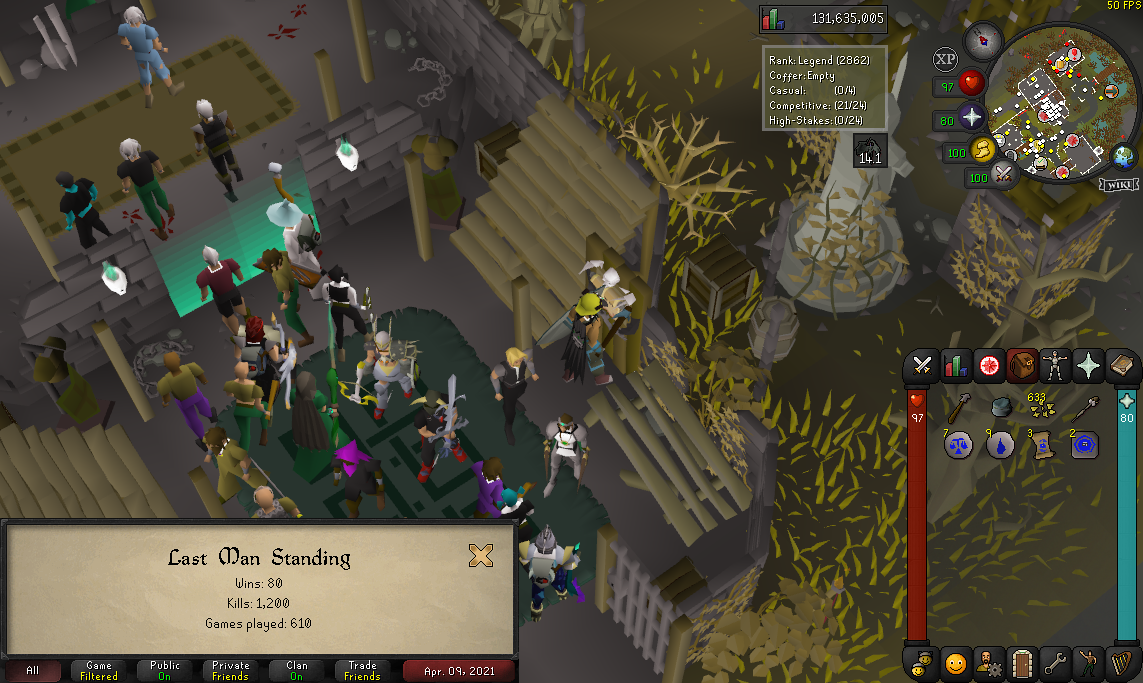 50 FPS
131,635,005
Rank: Legend (2862)
Coffer: Empty
Casual: (0/4)
Competitive: (21/24)
High-Stakes: (0/24)
14.1
XP
97
80
100
100
WIKI
97
80
633
7
9
3
2
Last Man Standing
Wins: 80
Kills: 1,200
Games played: 610
All
Game
Filtered
Public
On
Private
Friends
Clan
On
Trade
Friends
Apr. 09, 2021